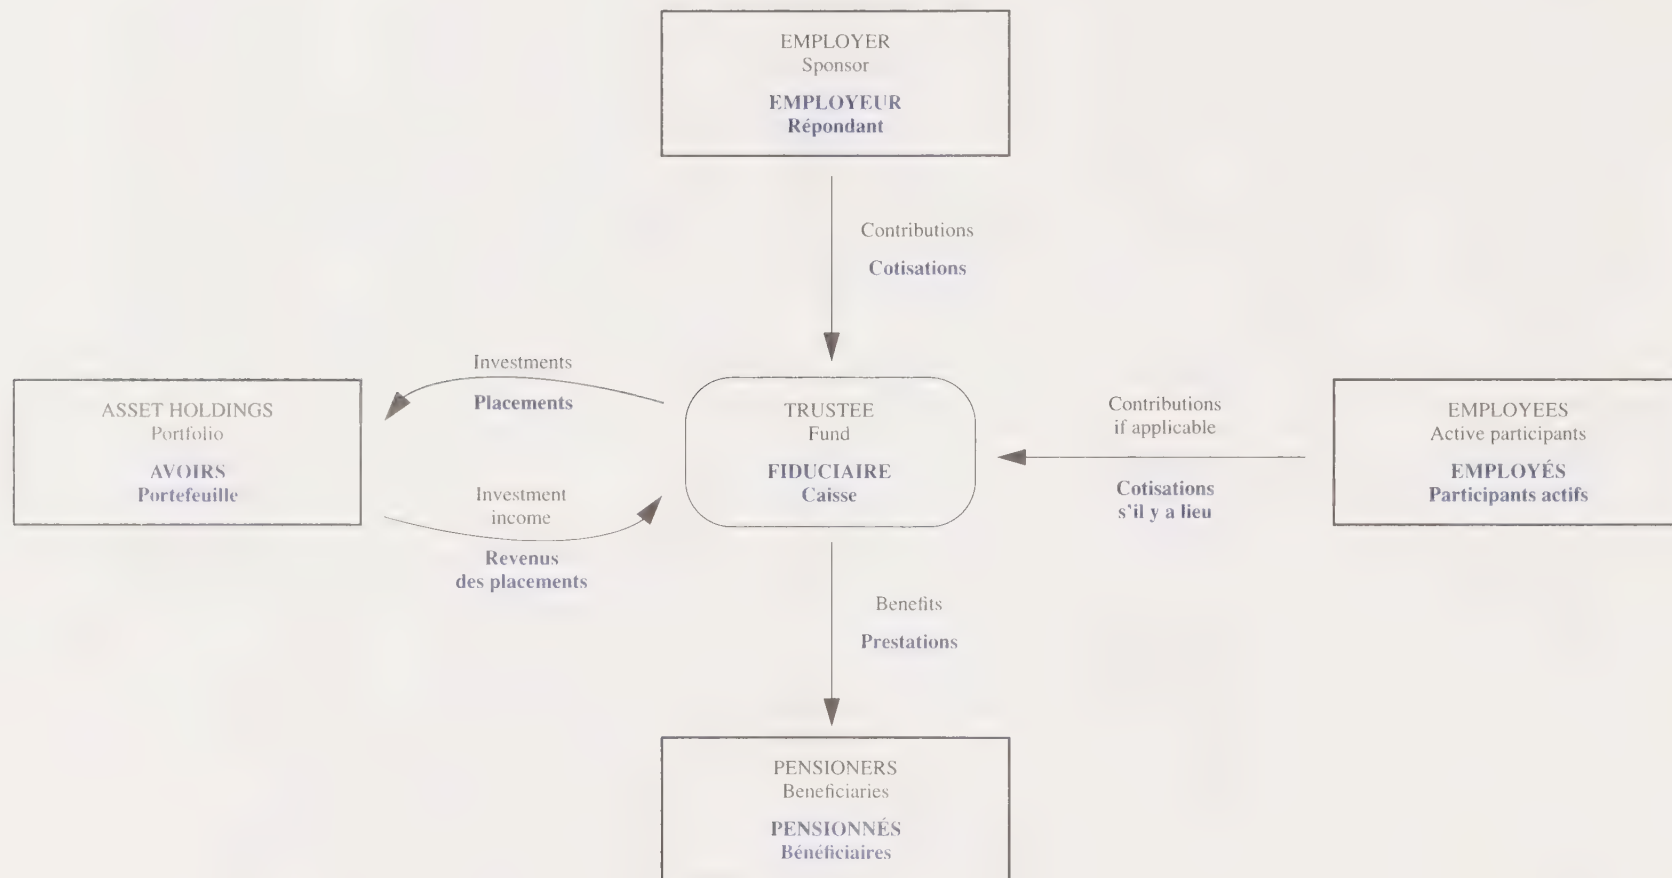 EMPLOYER
Sponsor
EMPLOYEUR
Répondant
Contributions
Cotisations
Investments
Placements
ASSET HOLDINGS
Portfolio
AVOIRS
Portefeuille
Investment
income
Revenus
des placements
TRUSTEE
Fund
FIDUCIAIRE
Caisse
Contributions
if applicable
Cotisations
s'il y a lieu
EMPLOYEES
Active participants
EMPLOYÉS
Participants actifs
Benefits
Prestations
PENSIONERS
Beneficiaries
PENSIONNÉS
Bénéficiaires